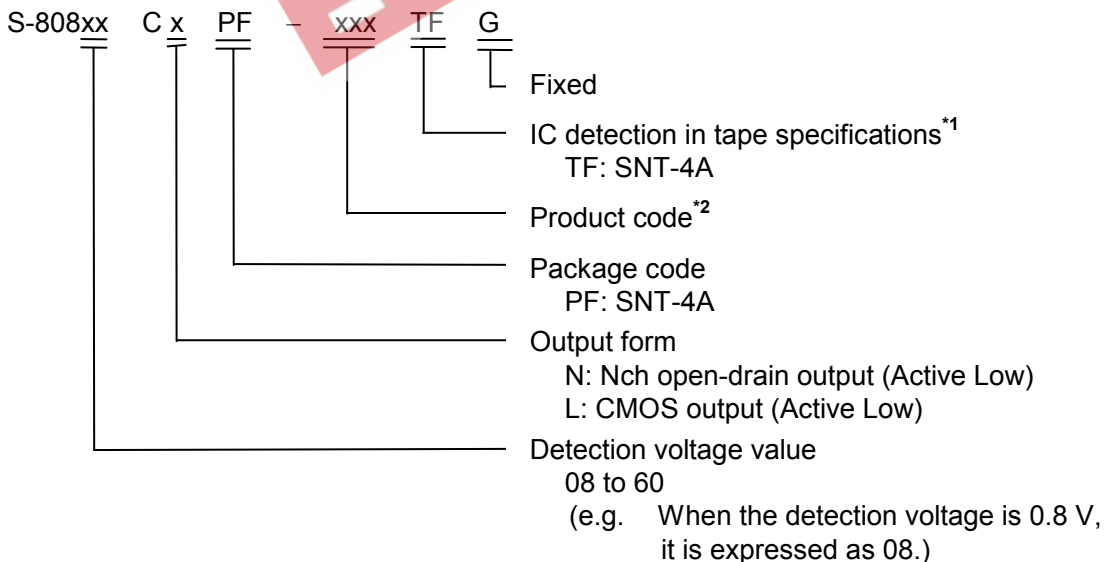 S-808xx C x PF – xxx TF G
Fixed
IC detection in tape specifications*1
TF: SNT-4A
Product code*2
Package code
PF: SNT-4A
Output form
N: Nch open-drain output (Active Low)
L: CMOS output (Active Low)
Detection voltage value
08 to 60
(e.g. When the detection voltage is 0.8 V,
it is expressed as 08.)